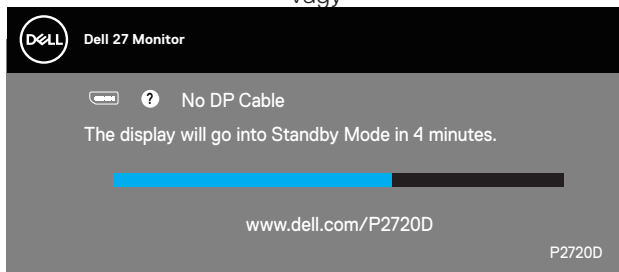 vagy
DELL
Dell 27 Monitor
? No DP Cable
The display will go into Standby Mode in 4 minutes.
www.dell.com/P2720D
P2720D